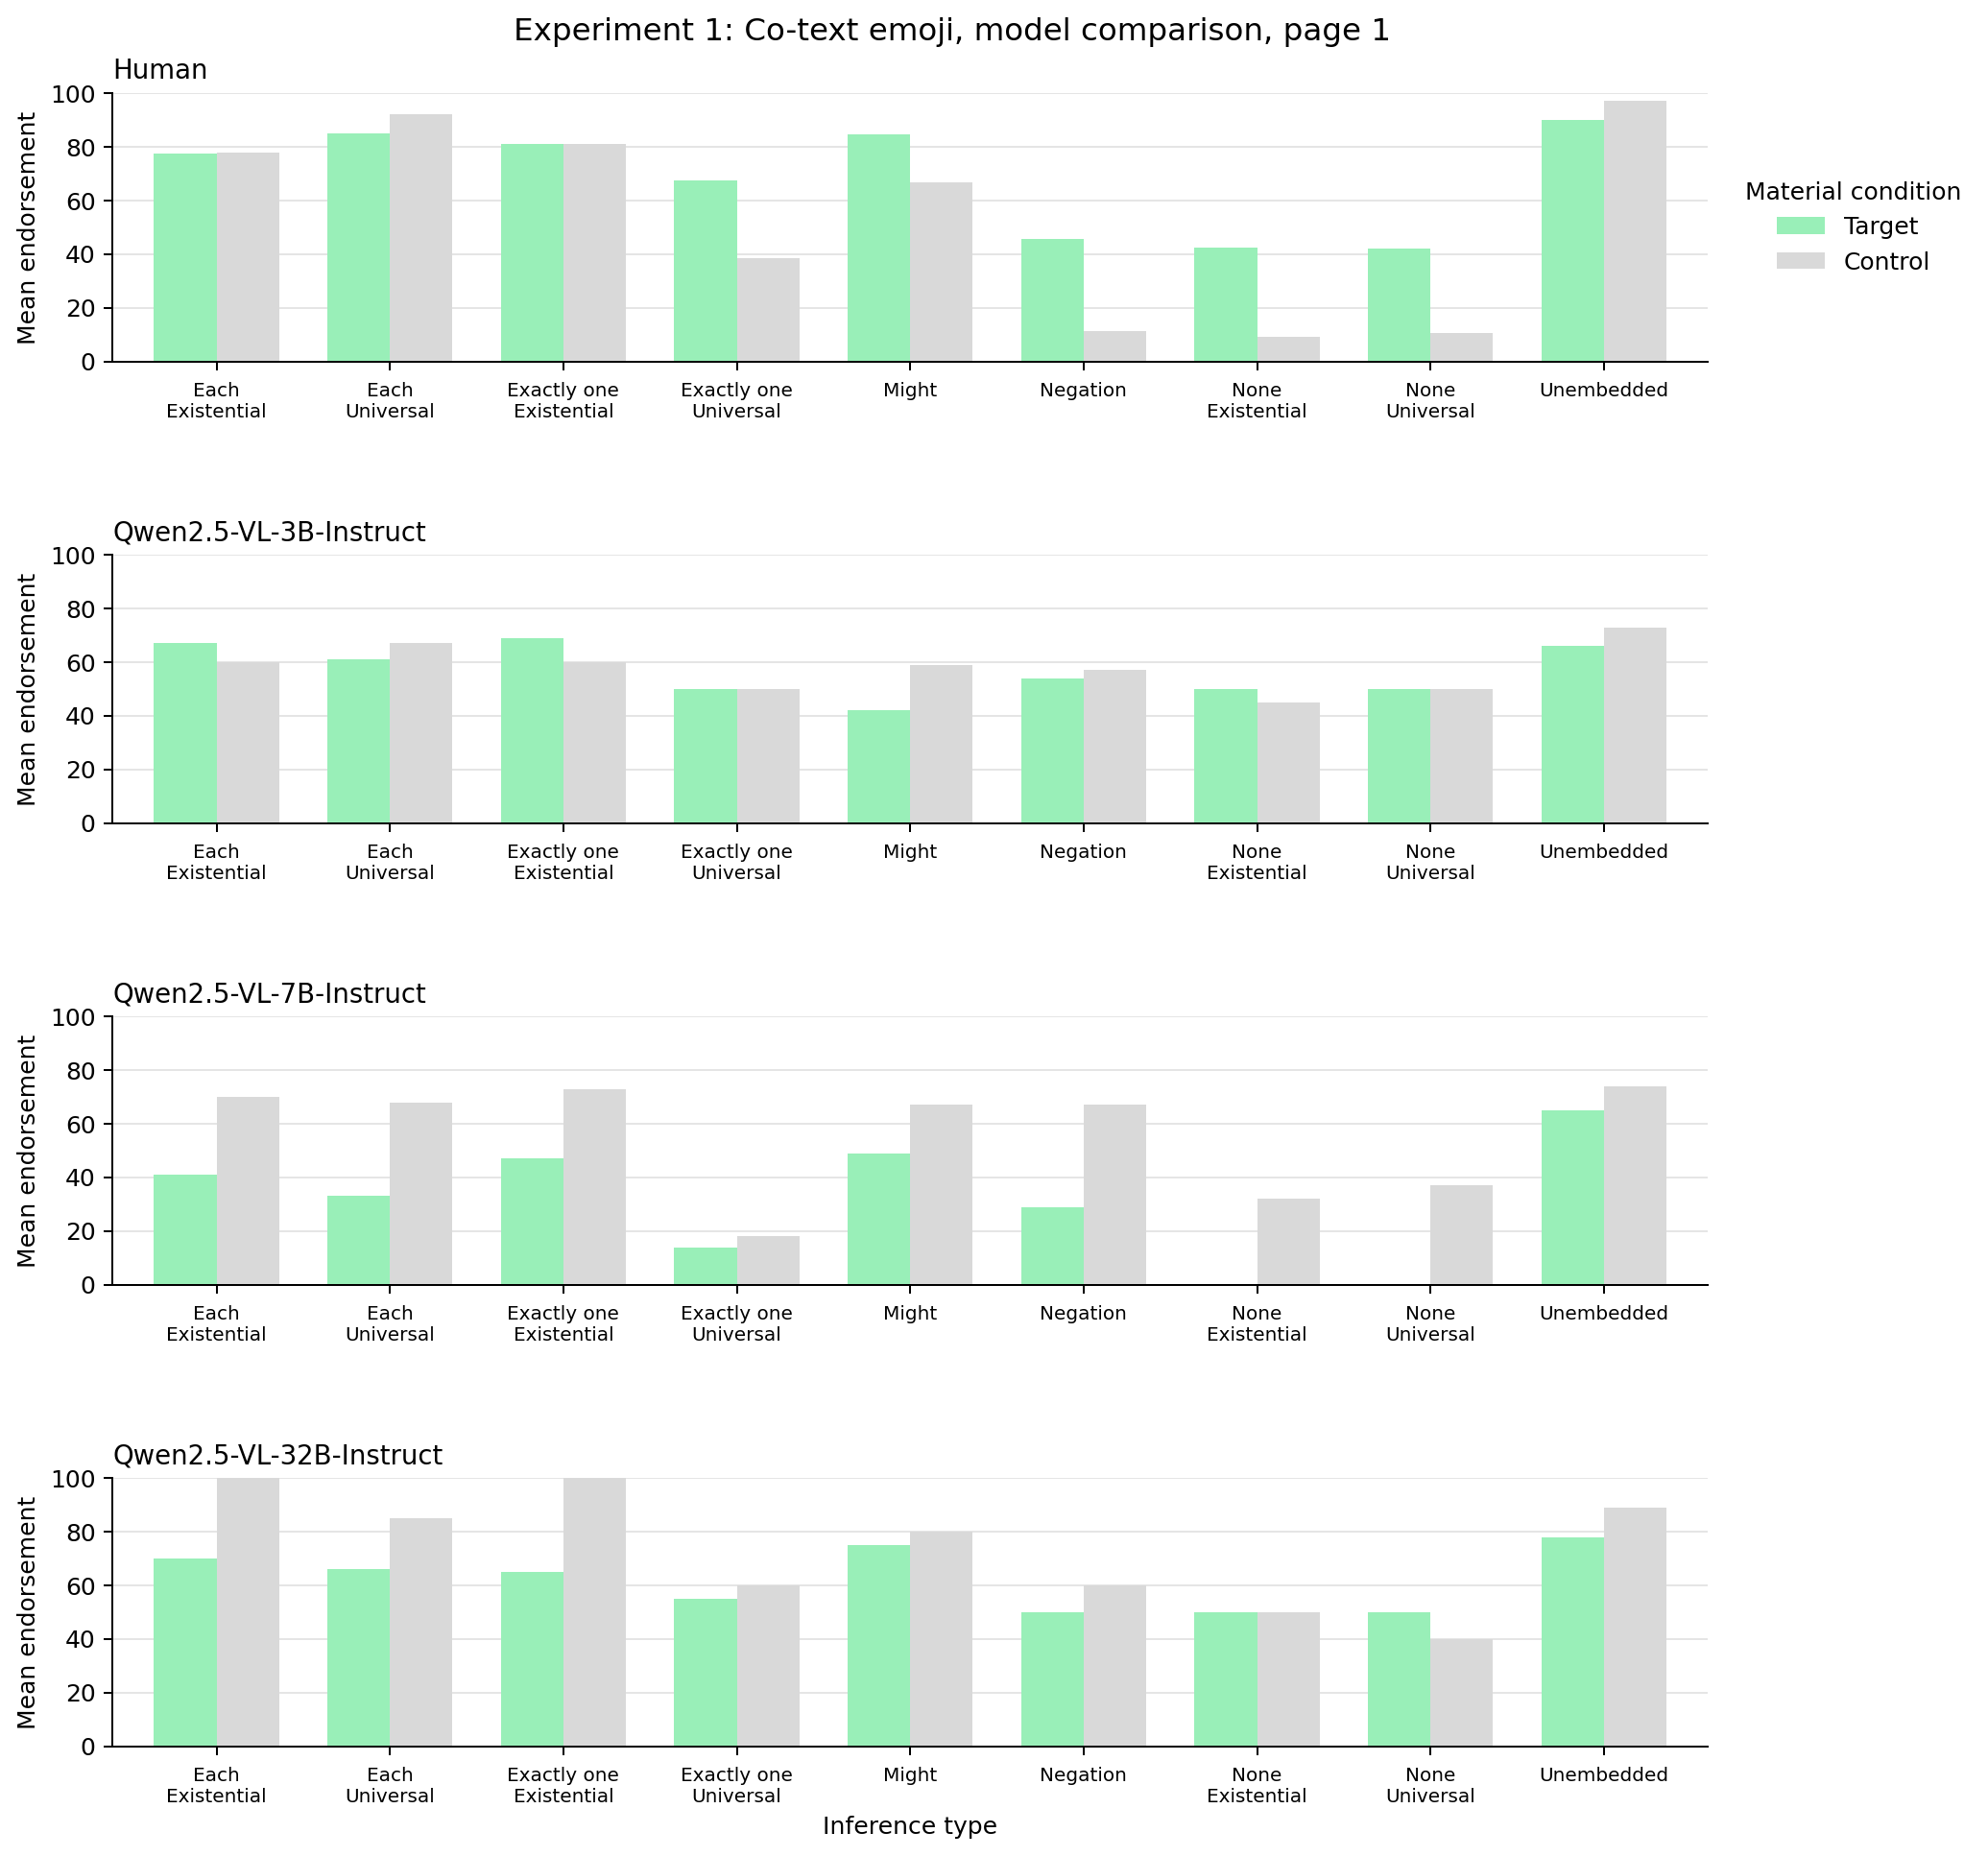 Experiment 1: Co-text emoji, model comparison, page 1
Human
Mean endorsement
100
80
60
40
20
0
Each Existential
Each Universal
Exactly one Existential
Exactly one Universal
Might
Negation
None Existential
None Universal
Unembedded
Material condition
Target
Control
Qwen2.5-VL-3B-Instruct
Mean endorsement
100
80
60
40
20
0
Each Existential
Each Universal
Exactly one Existential
Exactly one Universal
Might
Negation
None Existential
None Universal
Unembedded
Qwen2.5-VL-7B-Instruct
Mean endorsement
100
80
60
40
20
0
Each Existential
Each Universal
Exactly one Existential
Exactly one Universal
Might
Negation
None Existential
None Universal
Unembedded
Qwen2.5-VL-32B-Instruct
Mean endorsement
100
80
60
40
20
0
Each Existential
Each Universal
Exactly one Existential
Exactly one Universal
Might
Negation
None Existential
None Universal
Unembedded
Inference type